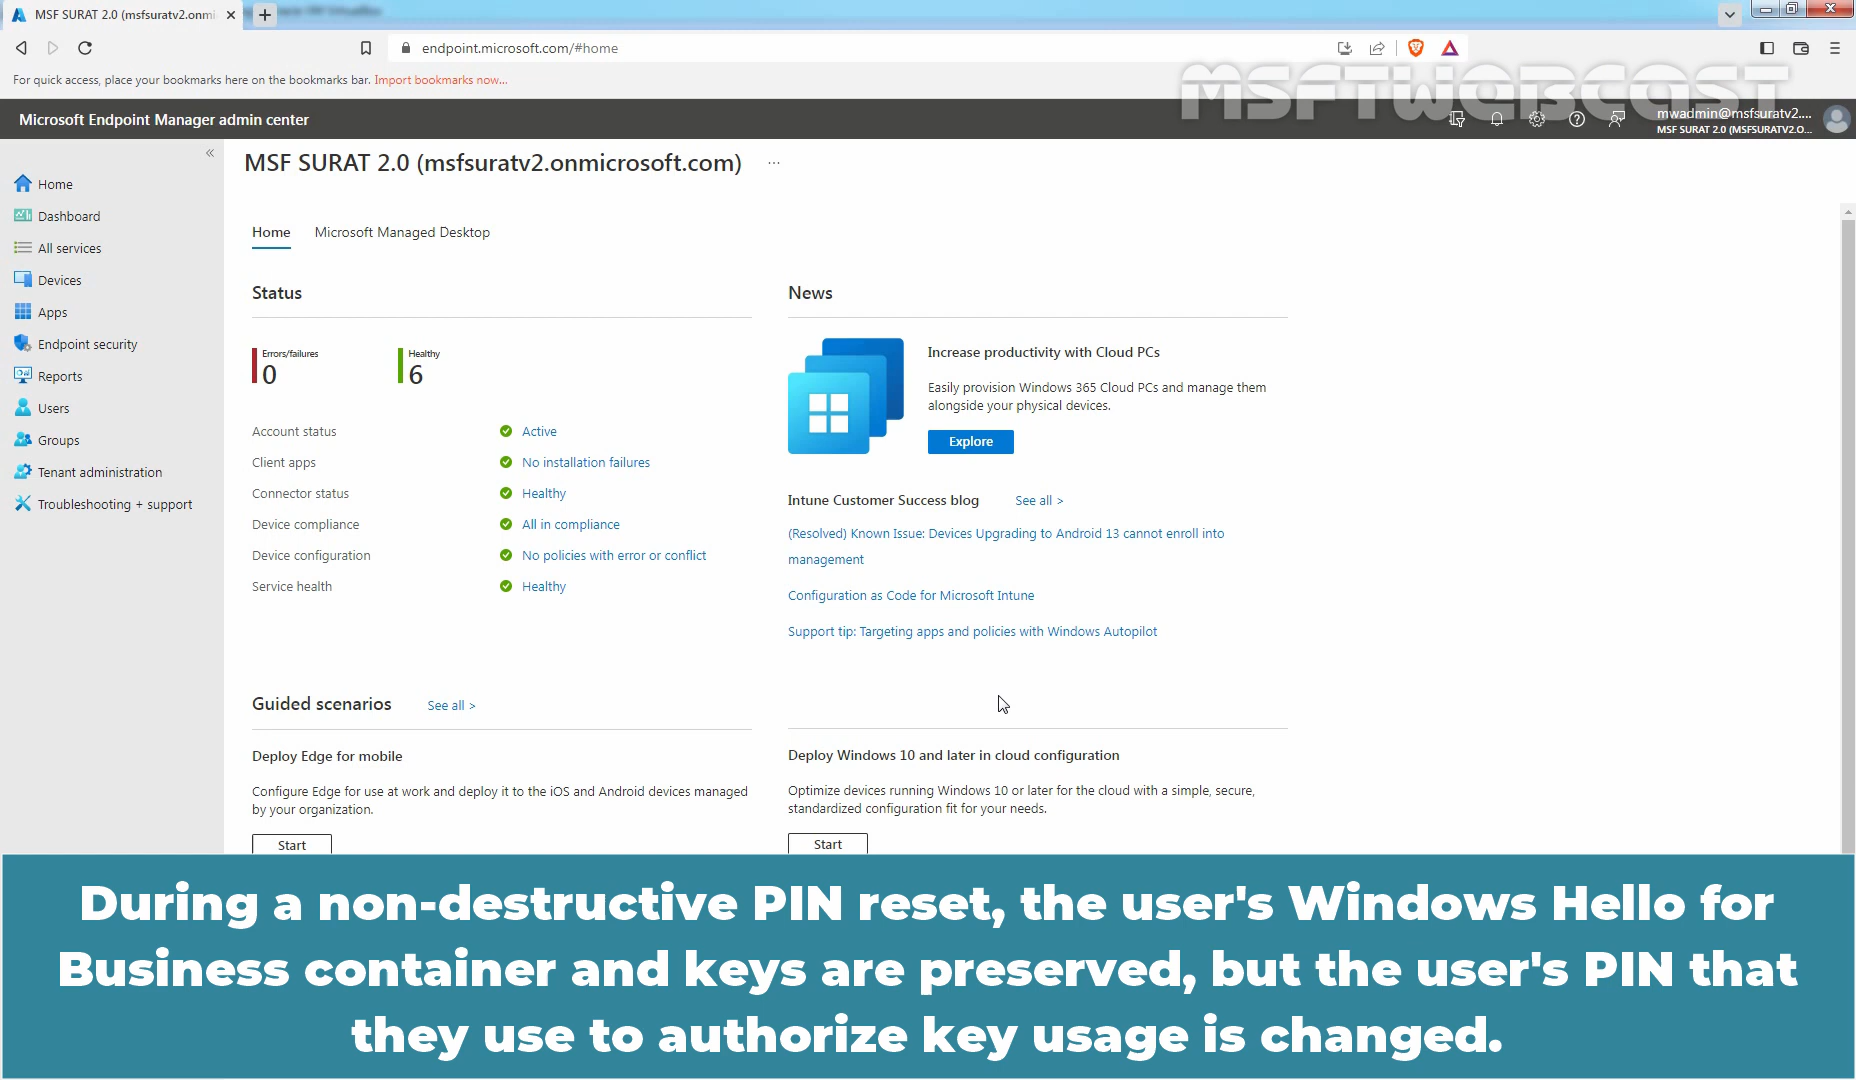 MSF SURAT 2.0 (msfsuratv2.onmi
endpoint.microsoft.com/#home
For quick access, place your bookmarks here on the bookmarks bar. Import bookmarks now...
MSFTWEBCAST
Microsoft Endpoint Manager admin center
mwadmin@msfsuratv2....
MSF SURAT 2.0 (MSFSURATV2.O...
MSF SURAT 2.0 (msfsuratv2.onmicrosoft.com)
Home
Dashboard
All services
Devices
Apps
Endpoint security
Reports
Users
Groups
Tenant administration
Troubleshooting + support
Home Microsoft Managed Desktop
Status
Errors/failures
0
Healthy
6
Account status Active
Client apps No installation failures
Connector status Healthy
Device compliance All in compliance
Device configuration No policies with error or conflict
Service health Healthy
News
Increase productivity with Cloud PCs
Easily provision Windows 365 Cloud PCs and manage them
alongside your physical devices.
Explore
Intune Customer Success blog See all >
(Resolved) Known Issue: Devices Upgrading to Android 13 cannot enroll into
management
Configuration as Code for Microsoft Intune
Support tip: Targeting apps and policies with Windows Autopilot
Guided scenarios See all >
Deploy Edge for mobile
Configure Edge for use at work and deploy it to the iOS and Android devices managed
by your organization.
Start
Deploy Windows 10 and later in cloud configuration
Optimize devices running Windows 10 or later for the cloud with a simple, secure,
standardized configuration fit for your needs.
Start
During a non-destructive PIN reset, the user's Windows Hello for
Business container and keys are preserved, but the user's PIN that
they use to authorize key usage is changed.